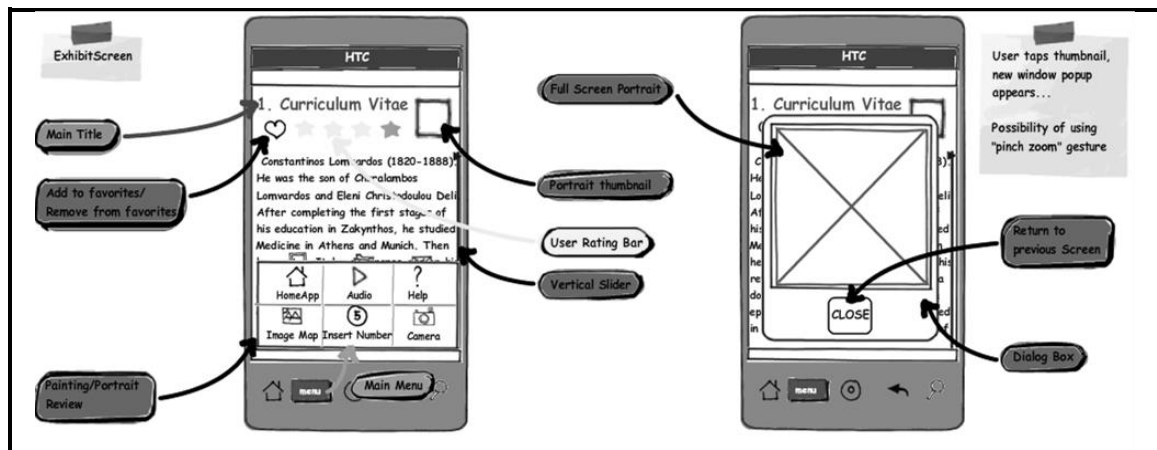 ExhibitScreen
Main Title
Add to favorites/
Remove from favorites
Painting/Portrait
Review
HTC
1. Curriculum Vitae
Constantinos Lomvardos (1820-1888).
He was the son of Charalambos
Lomvardos and Eleni Christodoulou Deli
After completing the first stages of
his education in Zakynthos, he studied
Medicine in Athens and Munich. Then
HomeApp
Audio
?
Help
Image Map
5
Insert Number
Camera
menu
Main Menu
Full Screen Portrait
Portrait thumbnail
User Rating Bar
Vertical Slider
HTC
1. Curriculum Vitae
CLOSE
menu
User taps thumbnail,
new window popup
appears...
Possibility of using
"pinch zoom" gesture
Return to
previous Screen
Dialog Box